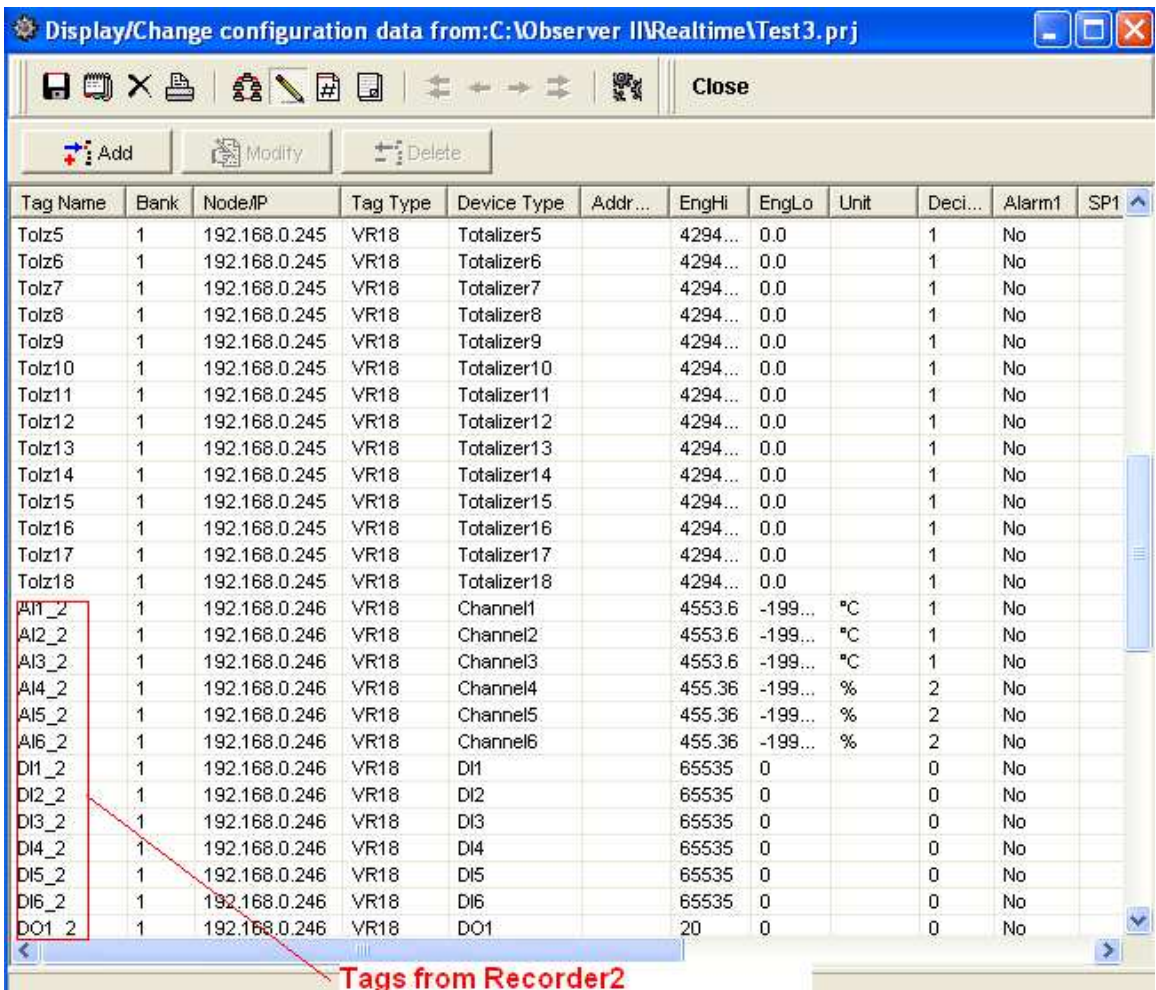 Display/Change configuration data from:C:\Observer II\Realtime\Test3.prj
Close
Add Modify Delete
Tag Name Bank Node/IP Tag Type Device Type Addr... EngHi EngLo Unit Deci... Alarm1 SP1
Tolz5 1 192.168.0.245 VR18 Totalizer5 4294... 0.0 1 No
Tolz6 1 192.168.0.245 VR18 Totalizer6 4294... 0.0 1 No
Tolz7 1 192.168.0.245 VR18 Totalizer7 4294... 0.0 1 No
Tolz8 1 192.168.0.245 VR18 Totalizer8 4294... 0.0 1 No
Tolz9 1 192.168.0.245 VR18 Totalizer9 4294... 0.0 1 No
Tolz10 1 192.168.0.245 VR18 Totalizer10 4294... 0.0 1 No
Tolz11 1 192.168.0.245 VR18 Totalizer11 4294... 0.0 1 No
Tolz12 1 192.168.0.245 VR18 Totalizer12 4294... 0.0 1 No
Tolz13 1 192.168.0.245 VR18 Totalizer13 4294... 0.0 1 No
Tolz14 1 192.168.0.245 VR18 Totalizer14 4294... 0.0 1 No
Tolz15 1 192.168.0.245 VR18 Totalizer15 4294... 0.0 1 No
Tolz16 1 192.168.0.245 VR18 Totalizer16 4294... 0.0 1 No
Tolz17 1 192.168.0.245 VR18 Totalizer17 4294... 0.0 1 No
Tolz18 1 192.168.0.245 VR18 Totalizer18 4294... 0.0 1 No
AI1_2 1 192.168.0.246 VR18 Channel1 4553.6 -199... °C 1 No
AI2_2 1 192.168.0.246 VR18 Channel2 4553.6 -199... °C 1 No
AI3_2 1 192.168.0.246 VR18 Channel3 4553.6 -199... °C 1 No
AI4_2 1 192.168.0.246 VR18 Channel4 455.36 -199... % 2 No
AI5_2 1 192.168.0.246 VR18 Channel5 455.36 -199... % 2 No
AI6_2 1 192.168.0.246 VR18 Channel6 455.36 -199... % 2 No
DI1_2 1 192.168.0.246 VR18 DI1 65535 0 0 No
DI2_2 1 192.168.0.246 VR18 DI2 65535 0 0 No
DI3_2 1 192.168.0.246 VR18 DI3 65535 0 0 No
DI4_2 1 192.168.0.246 VR18 DI4 65535 0 0 No
DI5_2 1 192.168.0.246 VR18 DI5 65535 0 0 No
DI6_2 1 192.168.0.246 VR18 DI6 65535 0 0 No
DO1_2 1 192.168.0.246 VR18 DO1 20 0 0 No
Tags from Recorder2